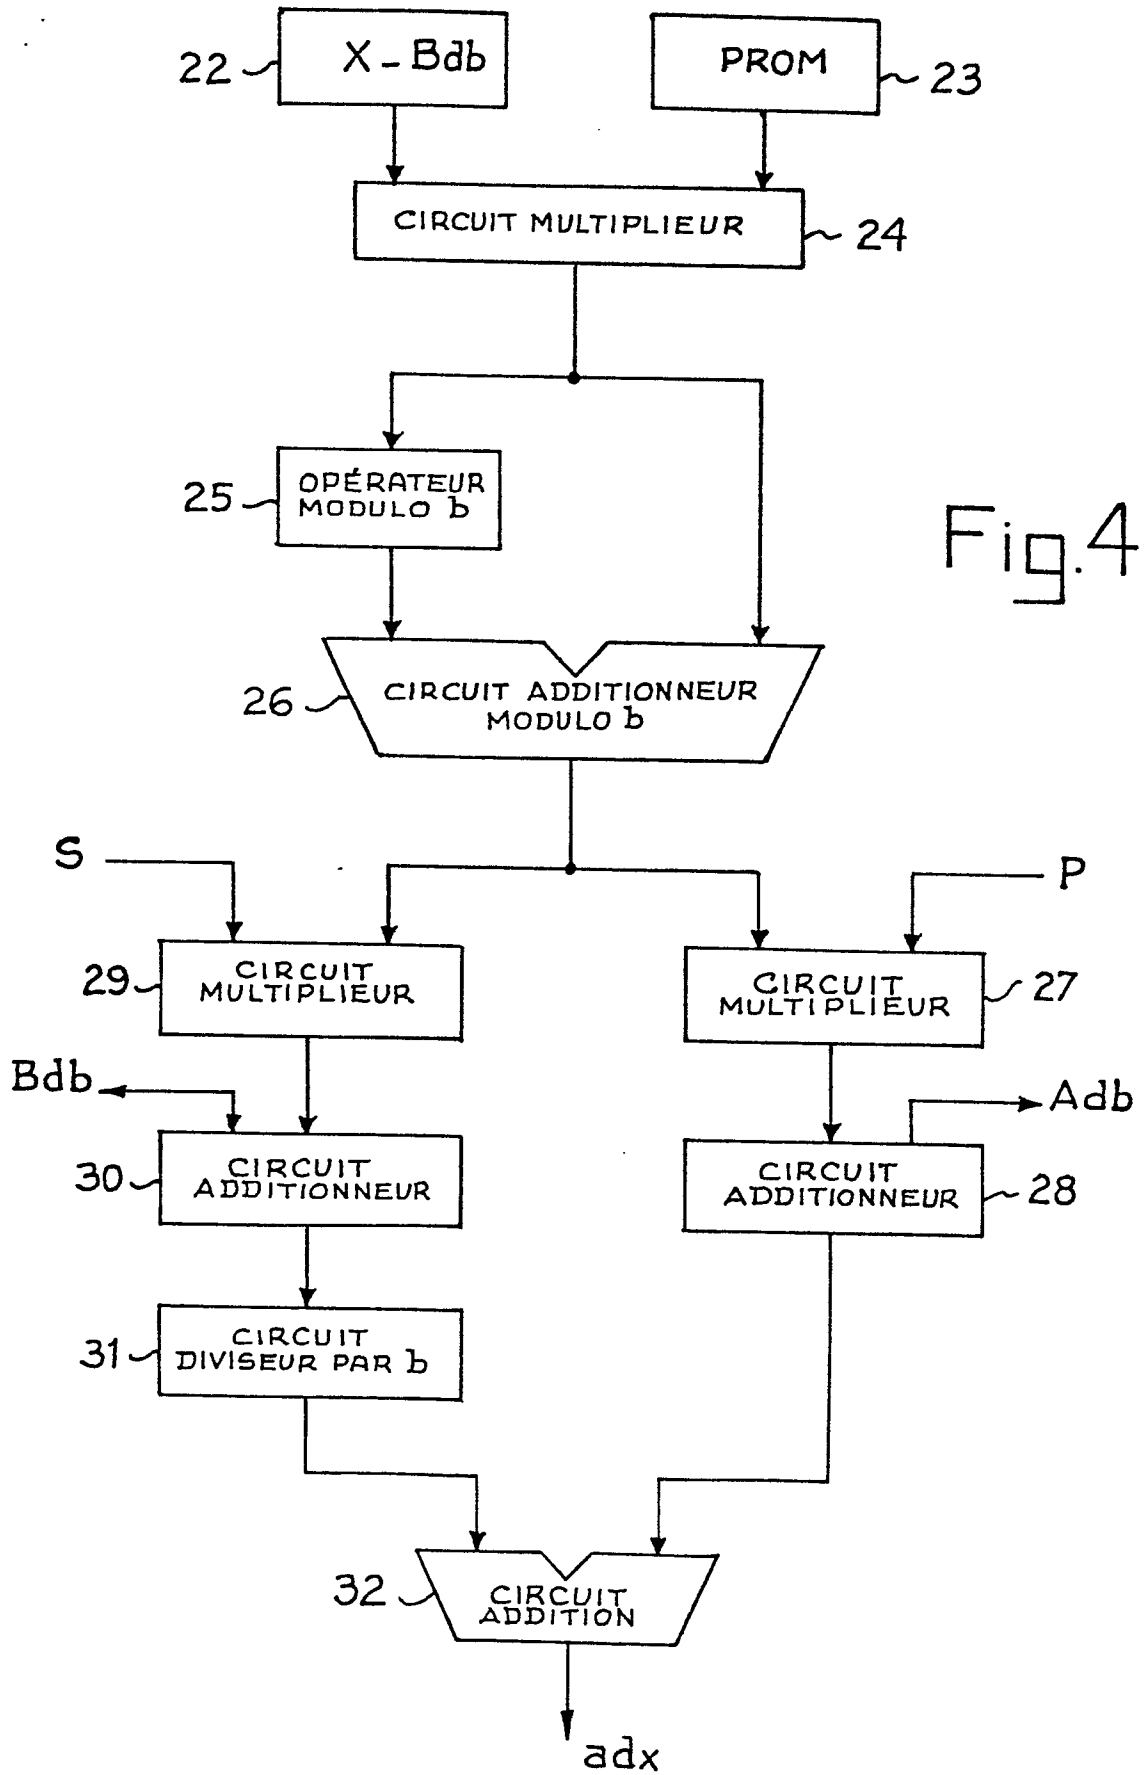 22
X - Bdb
PROM
23
CIRCUIT MULTIPLIEUR
24
25
OPÉRATEUR
MODULO b
Fig.4
26
CIRCUIT ADDITIONNEUR
MODULO b
S
P
29
CIRCUIT
MULTIPLIEUR
CIRCUIT
MULTIPLIEUR
27
Bdb
Adb
30
CIRCUIT
ADDITIONNEUR
CIRCUIT
ADDITIONNEUR
28
31
CIRCUIT
DIVISEUR PAR b
32
CIRCUIT
ADDITION
adx